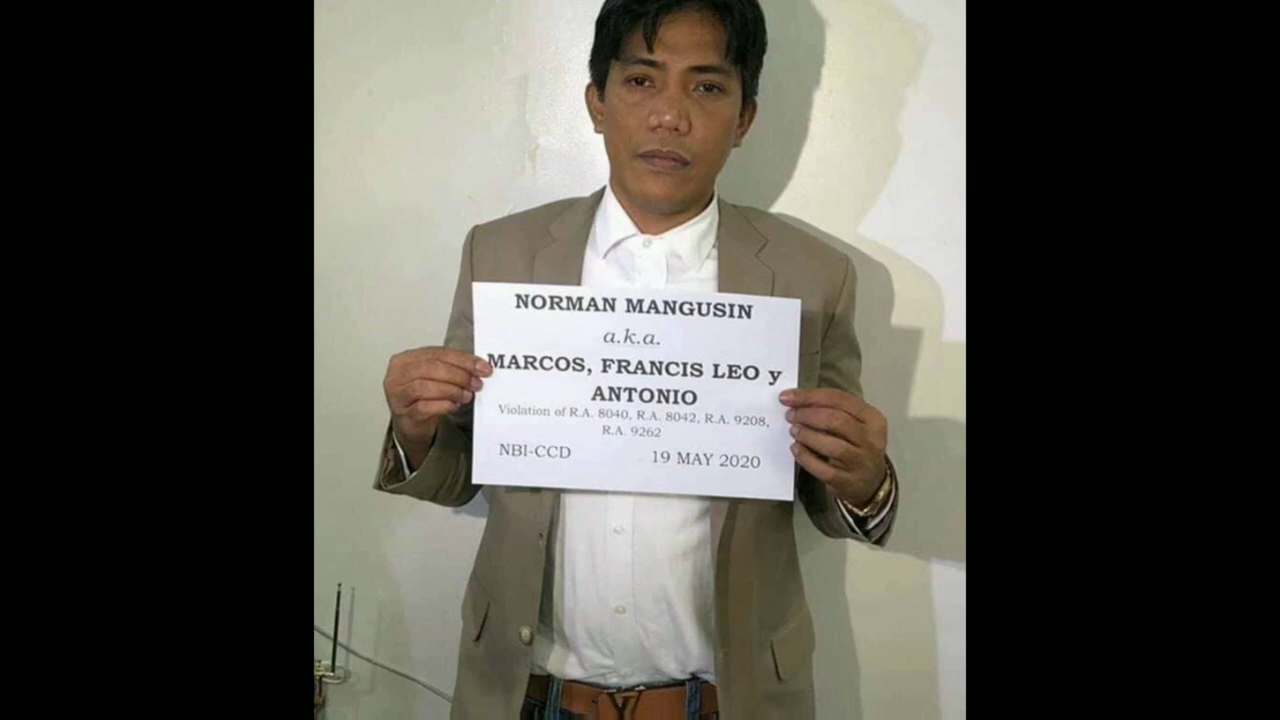 NORMAN MANGUSIN
a.k.a.
MARCOS, FRANCIS LEO y
ANTONIO
Violation of R.A. 8040, R.A. 8042, R.A. 9208,
R.A. 9262
NBI-CCD 19 MAY 2020